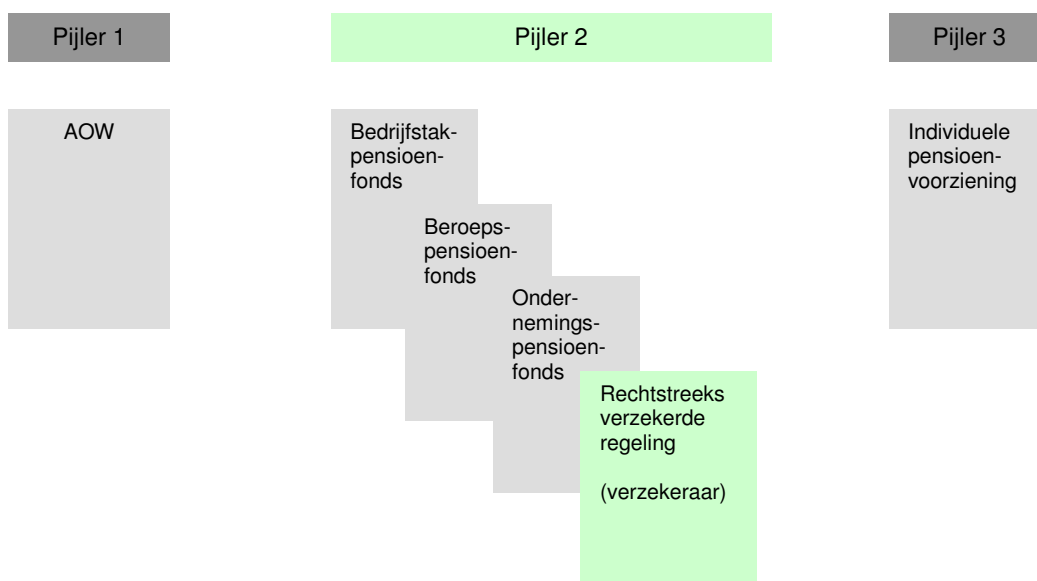 Pijler 1
Pijler 2
Pijler 3
AOW
Bedrijfstak-
pensioen-
fonds
Beroeps-
pensioen-
fonds
Onder-
nemings-
pensioen-
fonds
Rechtstreeks
verzekerde
regeling
(verzekeraar)
Individuele
pensioen-
voorziening